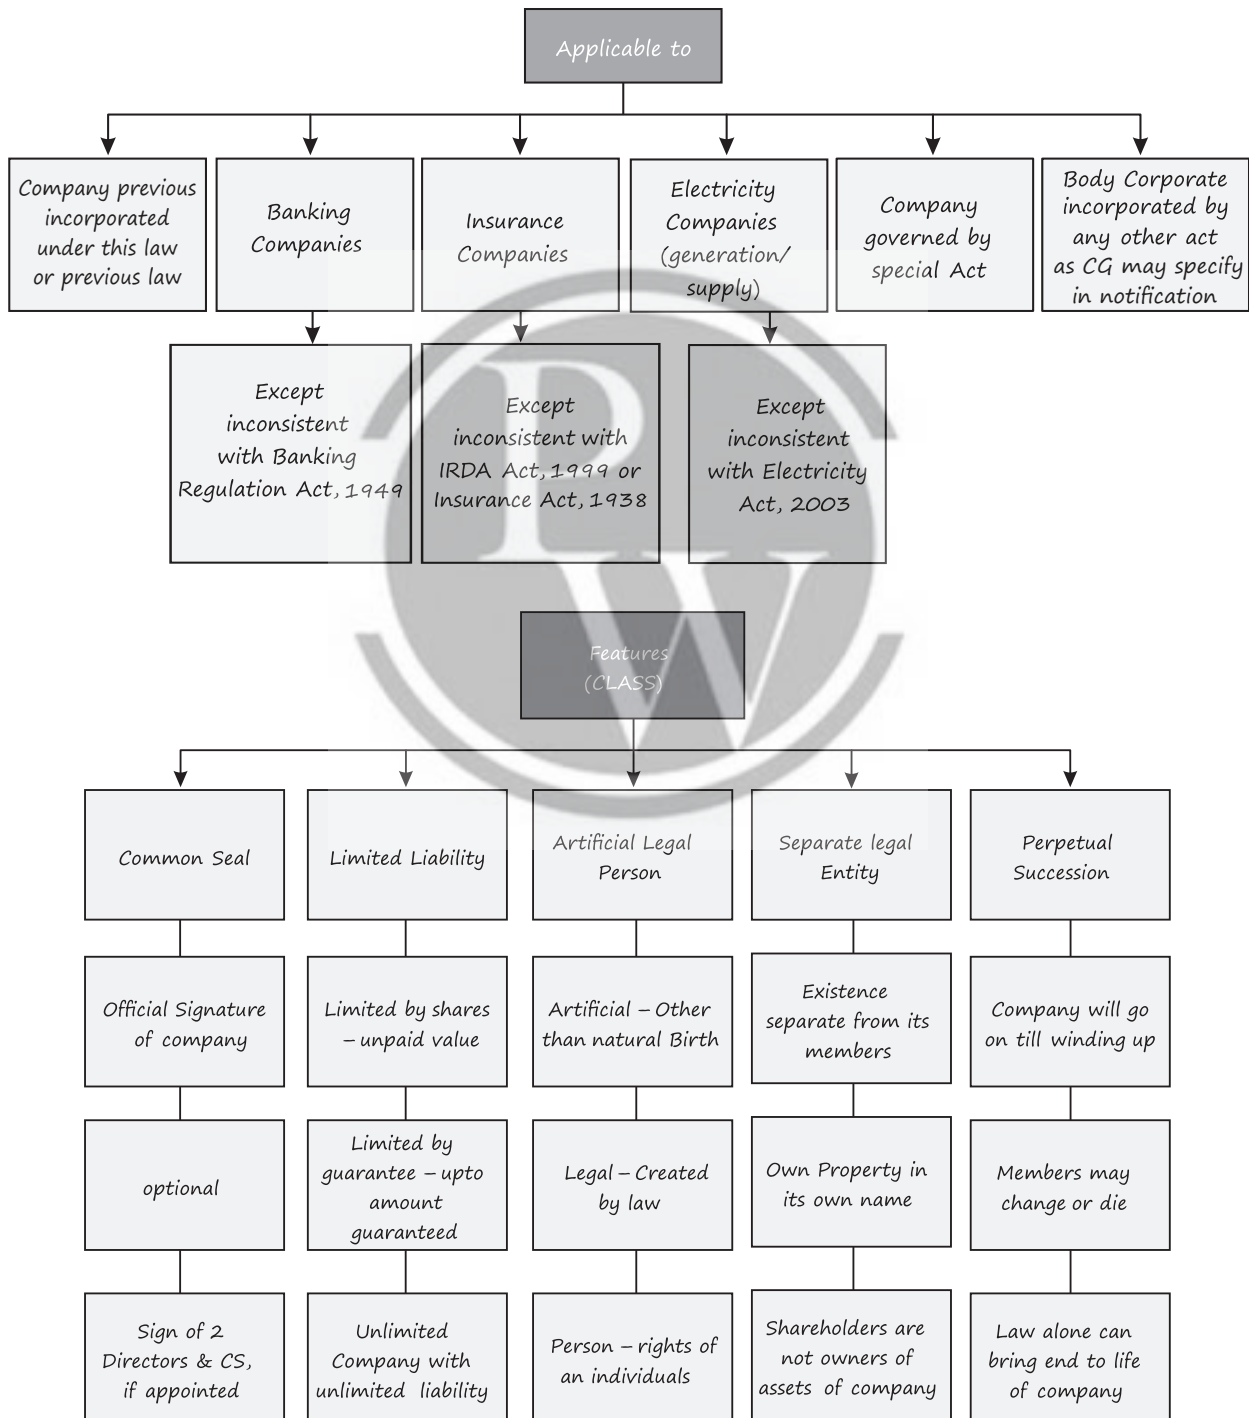 Applicable to
Company previous
incorporated
under this law
or previous law
Banking
Companies
Insurance
Companies
Electricity
Companies
(generation/
supply)
Company
governed by
special Act
Body Corporate
incorporated by
any other act
as CG may specify
in notification
Except
inconsistent
with Banking
Regulation Act, 1949
Except
inconsistent with
IRDA Act, 1999 or
Insurance Act, 1938
Except
inconsistent
with Electricity
Act, 2003
PW
Features
(CLASS)
Common Seal
Limited Liability
Artificial Legal
Person
Separate legal
Entity
Perpetual
Succession
Official Signature
of company
Limited by shares
– unpaid value
Artificial – Other
than natural Birth
Existence
separate from its
members
Company will go
on till winding up
optional
Limited by
guarantee – upto
amount
guaranteed
Legal – Created
by law
Own Property in
its own name
Members may
change or die
Sign of 2
Directors & CS,
if appointed
Unlimited
Company with
unlimited liability
Person – rights of
an individuals
Shareholders are
not owners of
assets of company
Law alone can
bring end to life
of company